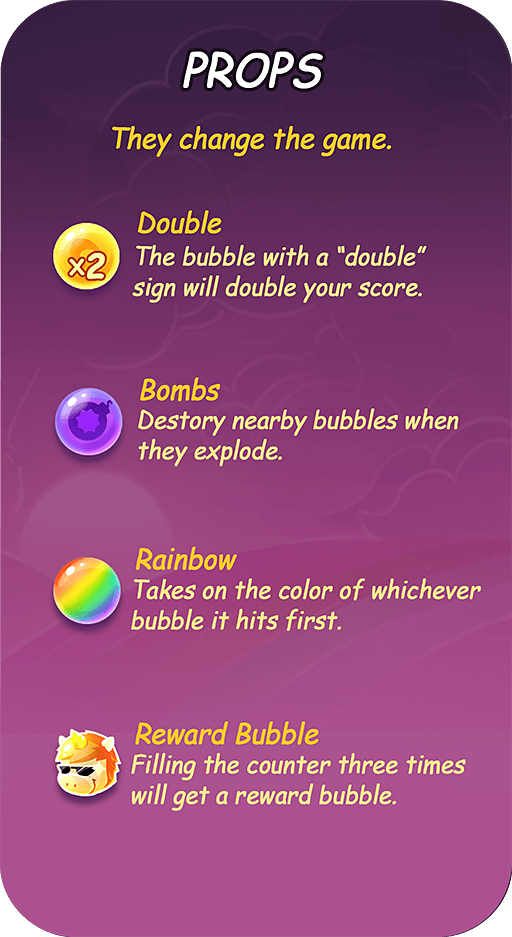 PROPS
They change the game.
Double
x2
The bubble with a “double”
sign will double your score.
Bombs
Destory nearby bubbles when
they explode.
Rainbow
Takes on the color of whichever
bubble it hits first.
Reward Bubble
Filling the counter three times
will get a reward bubble.